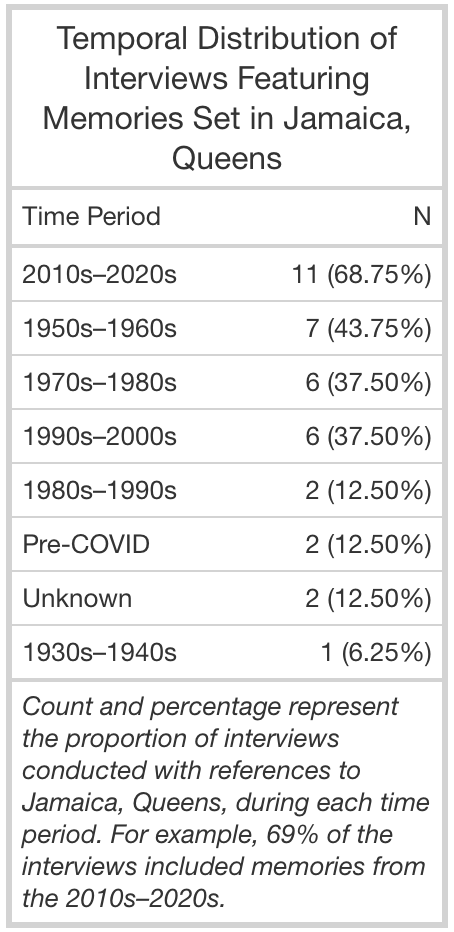 Temporal Distribution of
Interviews Featuring
Memories Set in Jamaica,
Queens
Time Period N
2010s–2020s 11 (68.75%)
1950s–1960s 7 (43.75%)
1970s–1980s 6 (37.50%)
1990s–2000s 6 (37.50%)
1980s–1990s 2 (12.50%)
Pre-COVID 2 (12.50%)
Unknown 2 (12.50%)
1930s–1940s 1 (6.25%)
Count and percentage represent
the proportion of interviews
conducted with references to
Jamaica, Queens, during each time
period. For example, 69% of the
interviews included memories from
the 2010s–2020s.